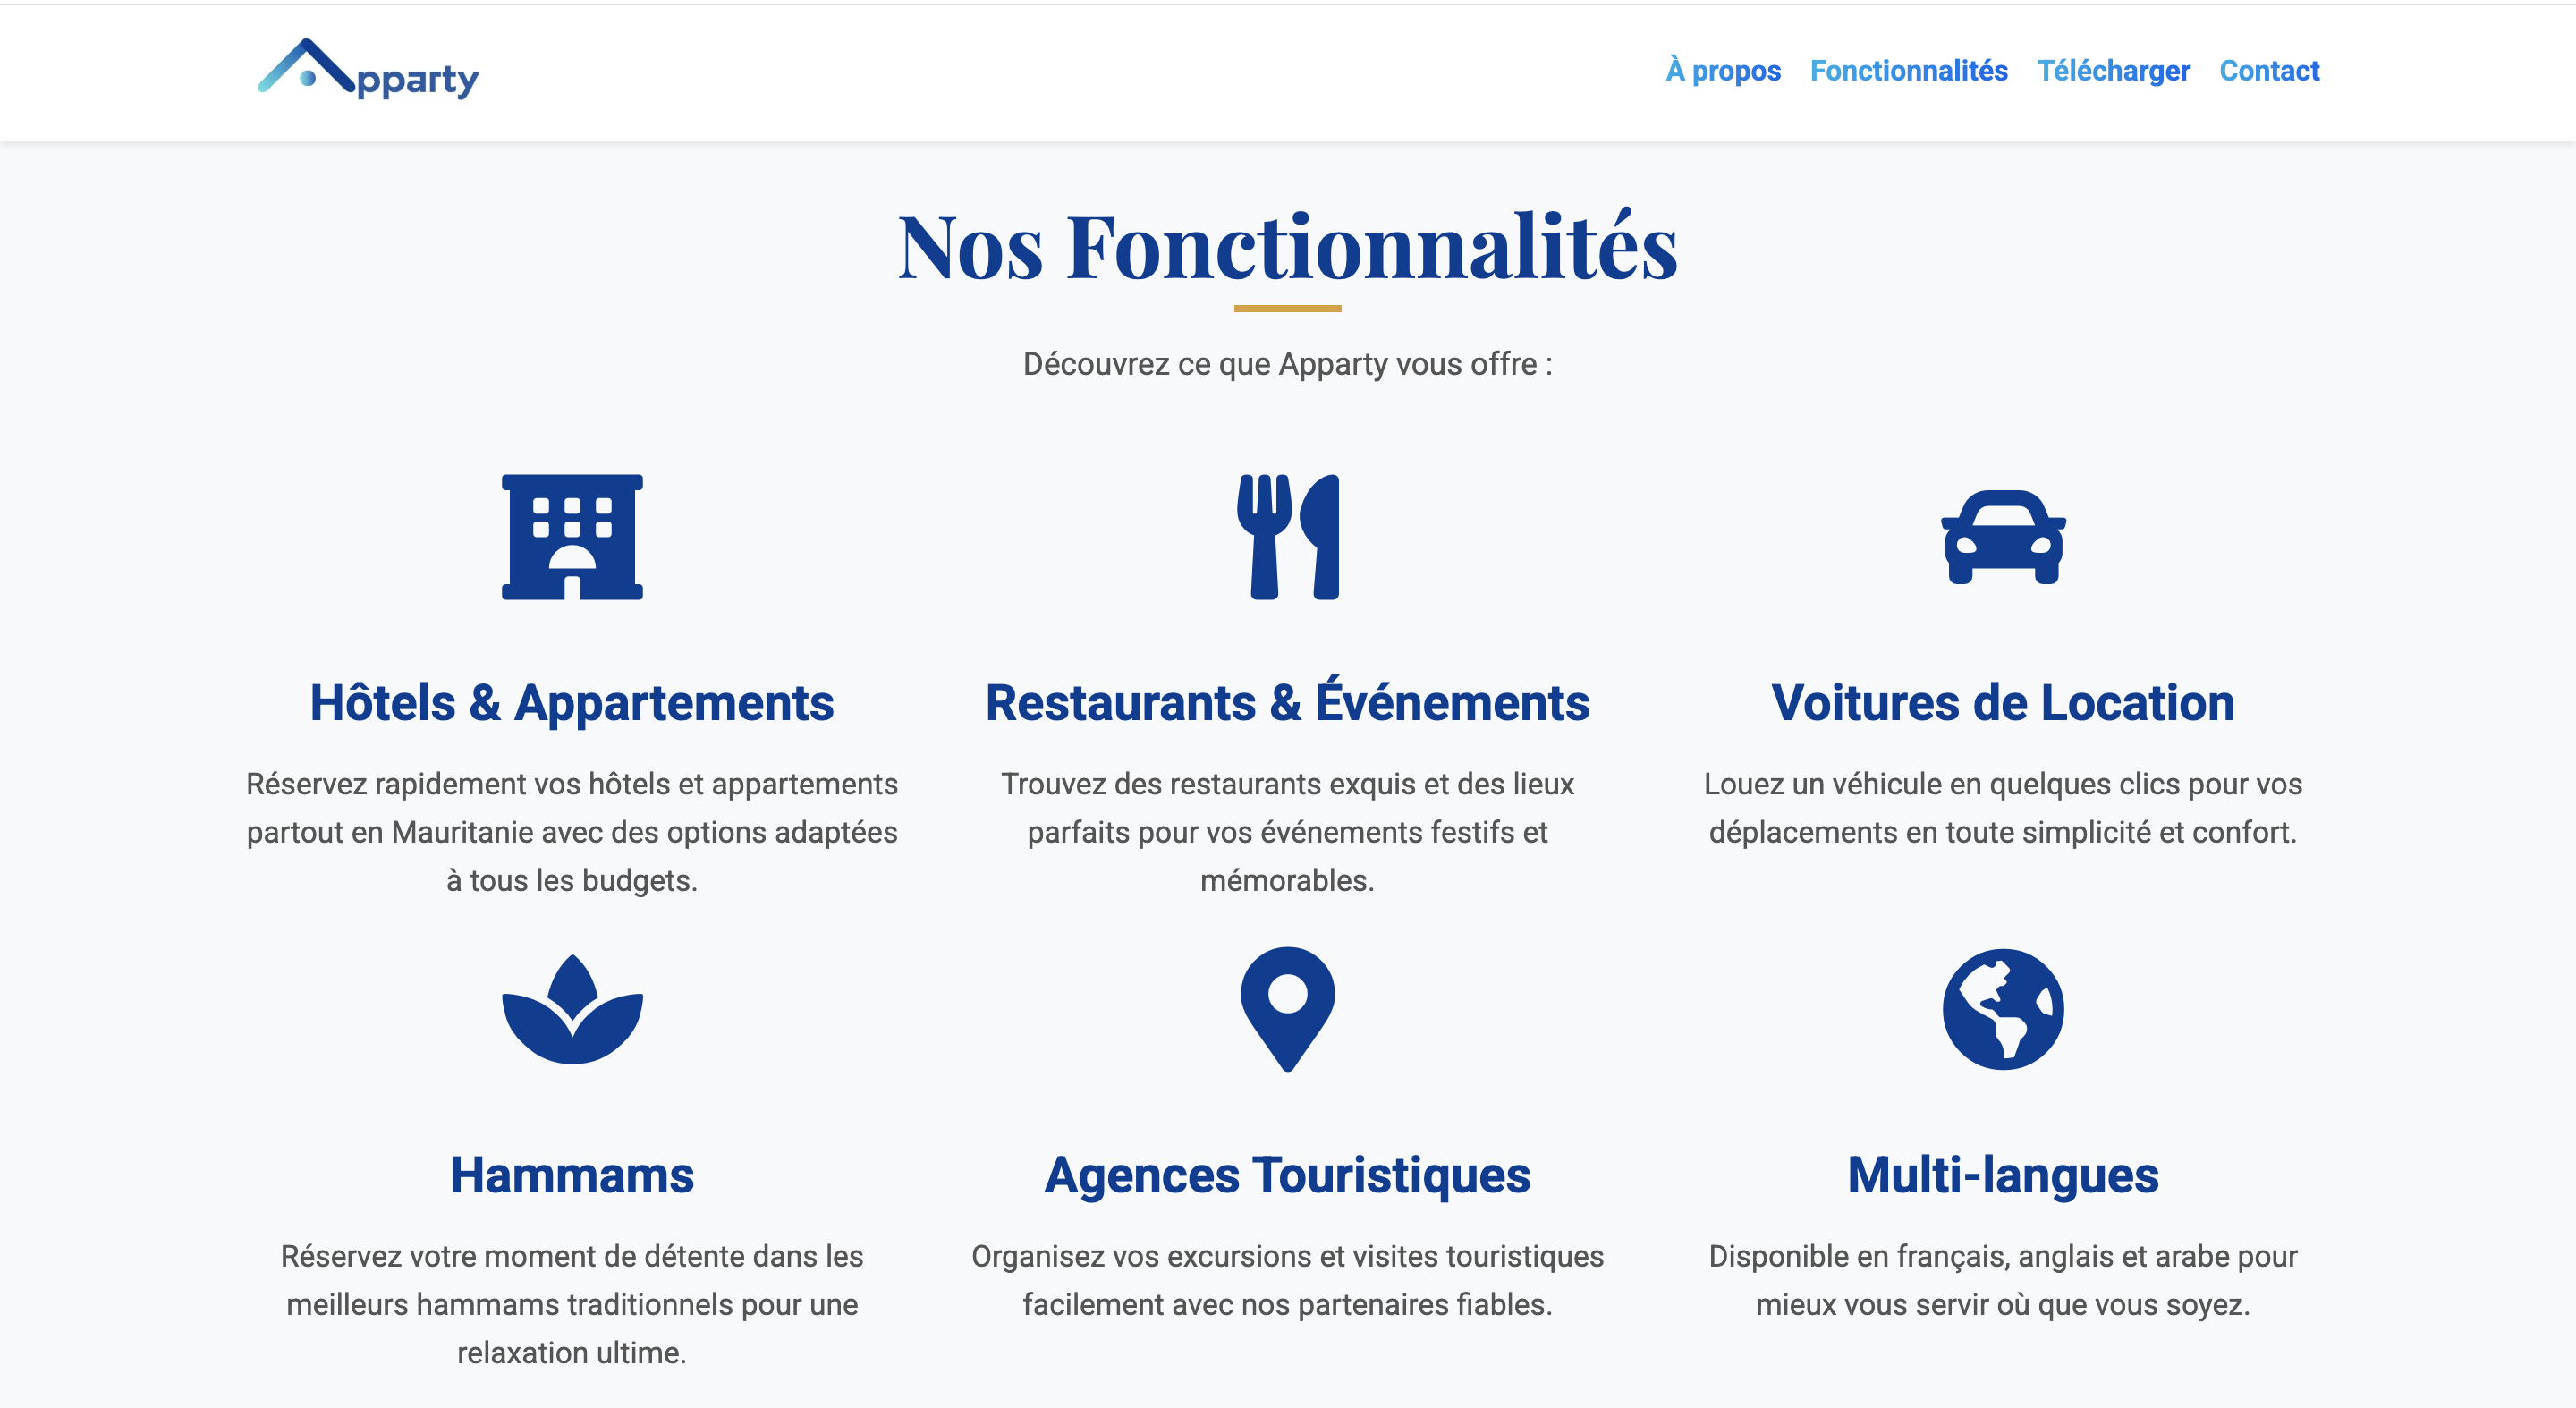 Apparty
À propos Fonctionnalités Télécharger Contact
Nos Fonctionnalités
Découvrez ce que Apparty vous offre :
Hôtels & Appartements
Réservez rapidement vos hôtels et appartements
partout en Mauritanie avec des options adaptées
à tous les budgets.
Restaurants & Événements
Trouvez des restaurants exquis et des lieux
parfaits pour vos événements festifs et
mémorables.
Voitures de Location
Louez un véhicule en quelques clics pour vos
déplacements en toute simplicité et confort.
Hammams
Réservez votre moment de détente dans les
meilleurs hammams traditionnels pour une
relaxation ultime.
Agences Touristiques
Organisez vos excursions et visites touristiques
facilement avec nos partenaires fiables.
Multi-langues
Disponible en français, anglais et arabe pour
mieux vous servir où que vous soyez.